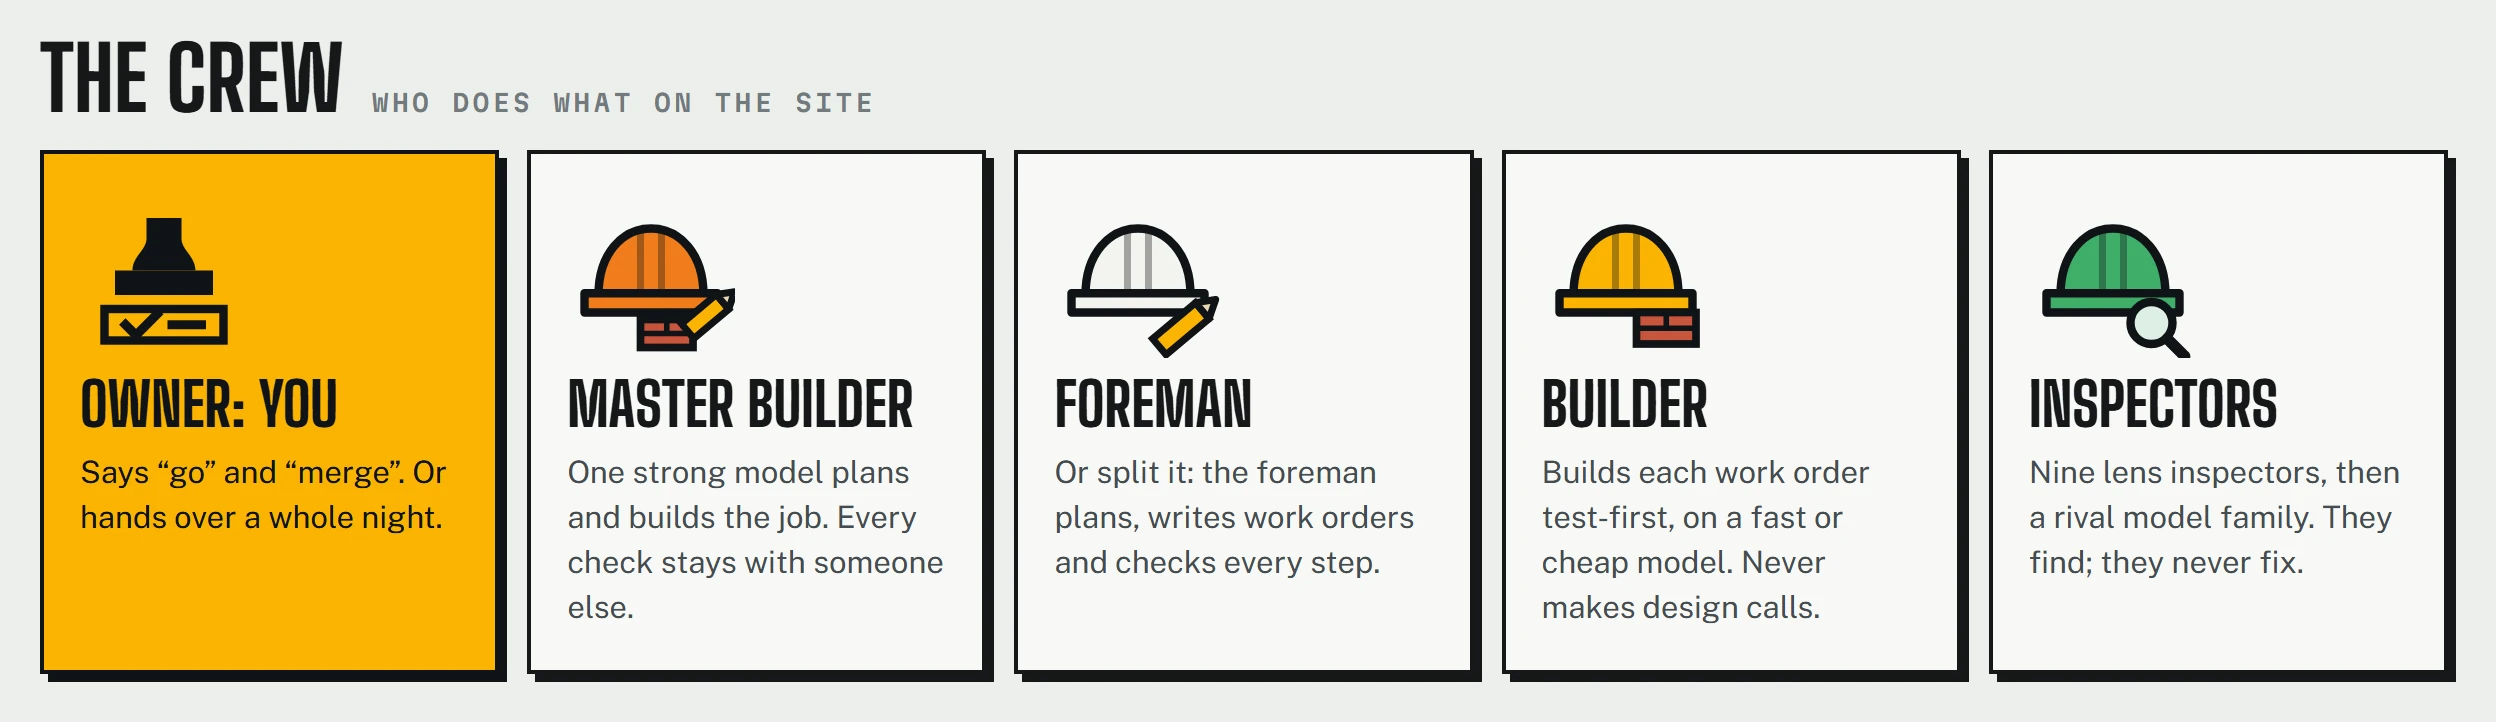 THE CREW WHO DOES WHAT ON THE SITE
OWNER: YOU
Says “go” and “merge”. Or
hands over a whole night.
MASTER BUILDER
One strong model plans
and builds the job. Every
check stays with someone
else.
FOREMAN
Or split it: the foreman
plans, writes work orders
and checks every step.
BUILDER
Builds each work order
test-first, on a fast or
cheap model. Never
makes design calls.
INSPECTORS
Nine lens inspectors, then
a rival model family. They
find; they never fix.